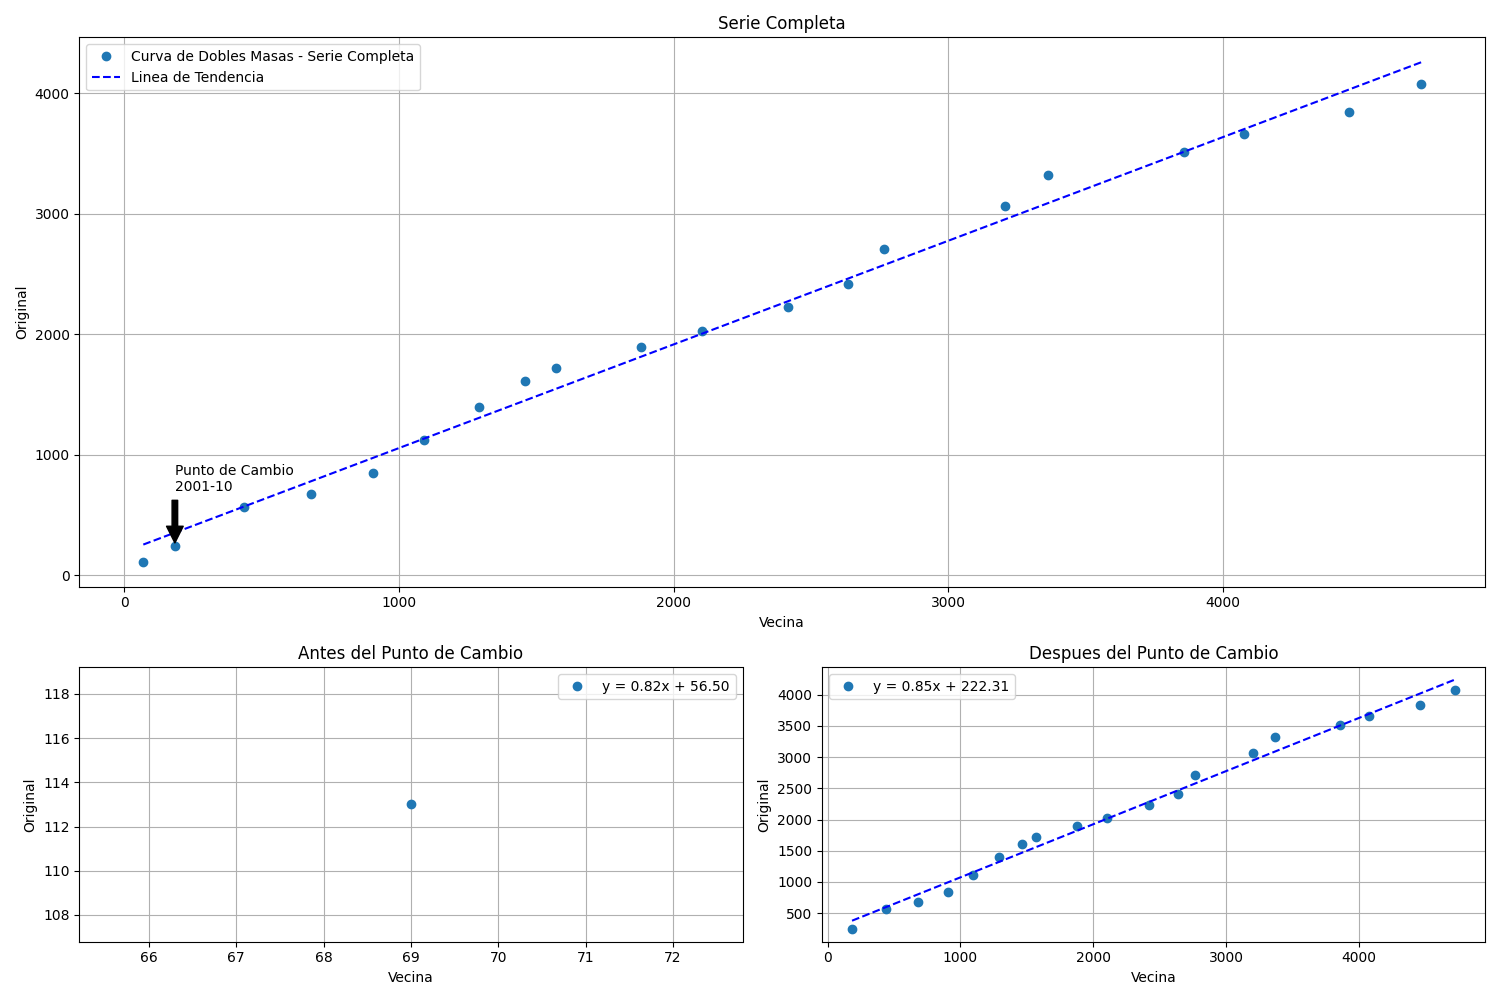 Serie Completa
Curva de Dobles Masas - Serie Completa
Linea de Tendencia
4000
3000
2000
1000
0
Original
Punto de Cambio
2001-10
0 1000 2000 3000 4000
Vecina
Antes del Punto de Cambio
y = 0.82x + 56.50
118
116
114
112
110
108
Original
66 67 68 69 70 71 72
Vecina
Despues del Punto de Cambio
y = 0.85x + 222.31
4000
3500
3000
2500
2000
1500
1000
500
Original
0 1000 2000 3000 4000
Vecina